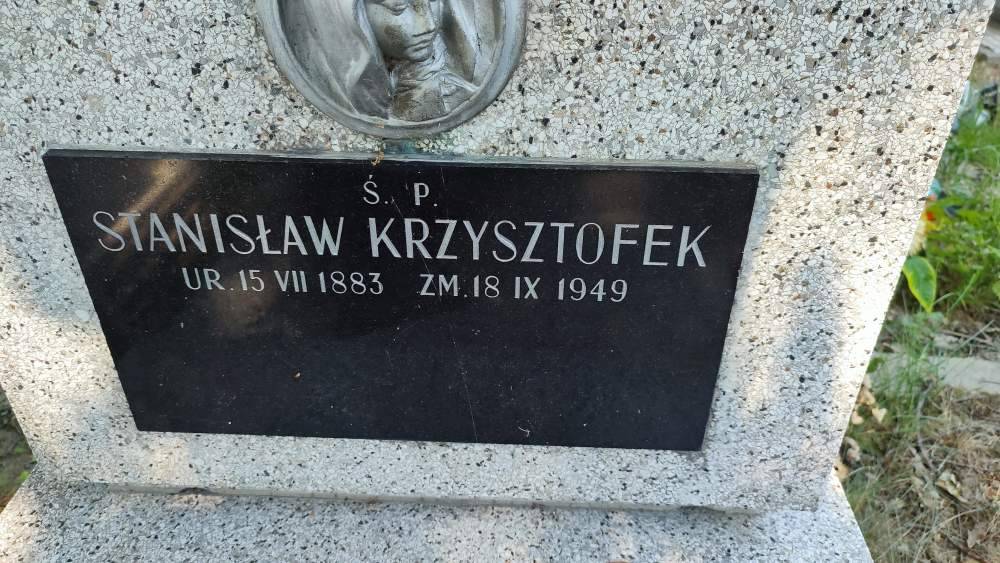 Ś. P.
STANISŁAW KRZYSZTOFEK
UR. 15 VII 1883 ZM. 18 IX 1949